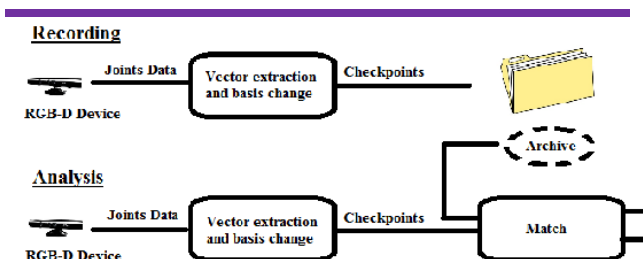 Recording
Joints Data
Vector extraction
and basis change
Checkpoints
RGB-D Device
Archive
Analysis
Joints Data
Vector extraction
and basis change
Checkpoints
Match
RGB-D Device